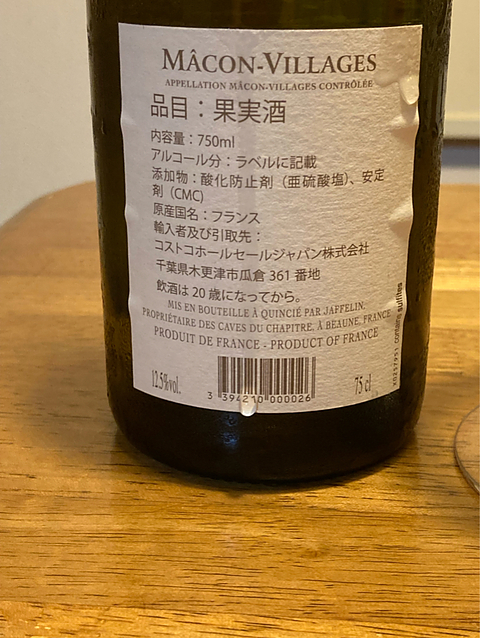 MÂCON-VILLAGES
APPELLATION MÂCON-VILLAGES CONTRÔLÉE
品目：果実酒
内容量：750ml
アルコール分：ラベルに記載
添加物：酸化防止剤（亜硫酸塩）、安定
剤（CMC）
原産国名：フランス
輸入者及び引取先：
コストコホールセールジャパン株式会社
千葉県木更津市瓜倉 361 番地
飲酒は 20 歳になってから。
MIS EN BOUTEILLE À QUINCIÉ PAR JAFFELIN,
PROPRIÉTAIRE DES CAVES DU CHAPITRE, À BEAUNE, FRANCE
PRODUIT DE FRANCE - PRODUCT OF FRANCE
12.5%vol.
75 cl
3 394210 000026
contains sulfites